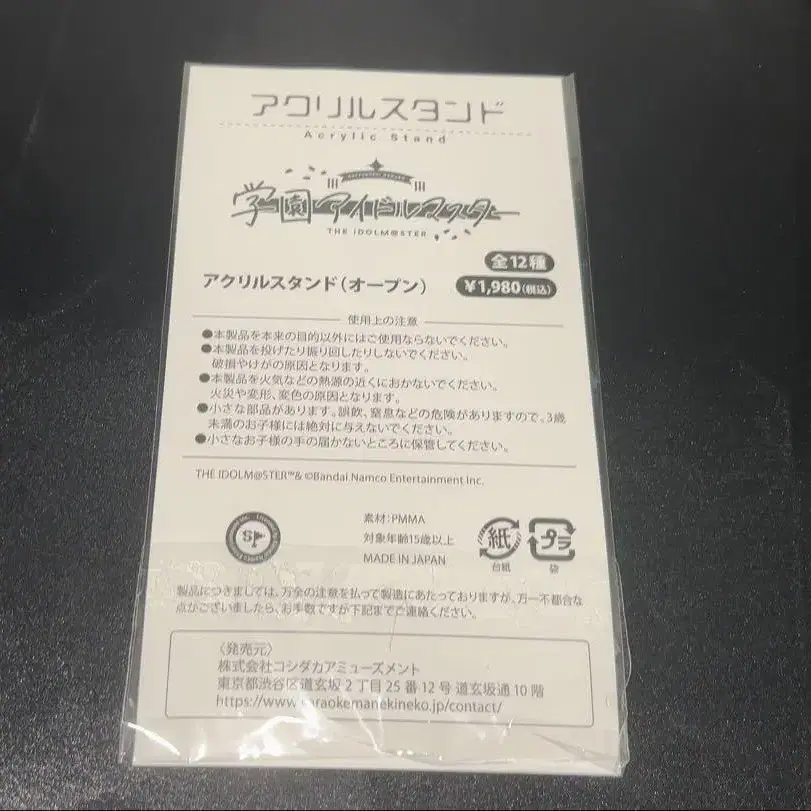 アクリルスタンド
Acrylic Stand
学園アイドルマスター
THE iDOLM@STER
全12種
アクリルスタンド(オープン)
¥1,980(税込)
使用上の注意
●本製品を本来の目的以外にはご使用ならないでください。
●本製品を投げたり振り回したりしないでください。
破損やけがの原因となります。
●本製品を火気などの熱源の近くにおかないでください。
火災や変形、変色の原因となります。
●小さな部品があります。誤飲、窒息などの危険がありますので、3歳
未満のお子様には絶対に与えないでください。
●小さなお子様の手の届かないところに保管してください。
THE IDOLM@STER™& ©Bandai Namco Entertainment Inc.
SP
素材:PMMA
対象年齢15歳以上
MADE IN JAPAN
紙
台紙
プラ
袋
製品につきましては、万全の注意を払って製造にあたっておりますが、万一不都合な
点がございましたら、お手数ですが下記までご連絡ください。
〈発売元〉
株式会社コシダカアミューズメント
東京都渋谷区道玄坂2丁目25番12号 道玄坂通10階
https://www.karaokemanekineko.jp/contact/